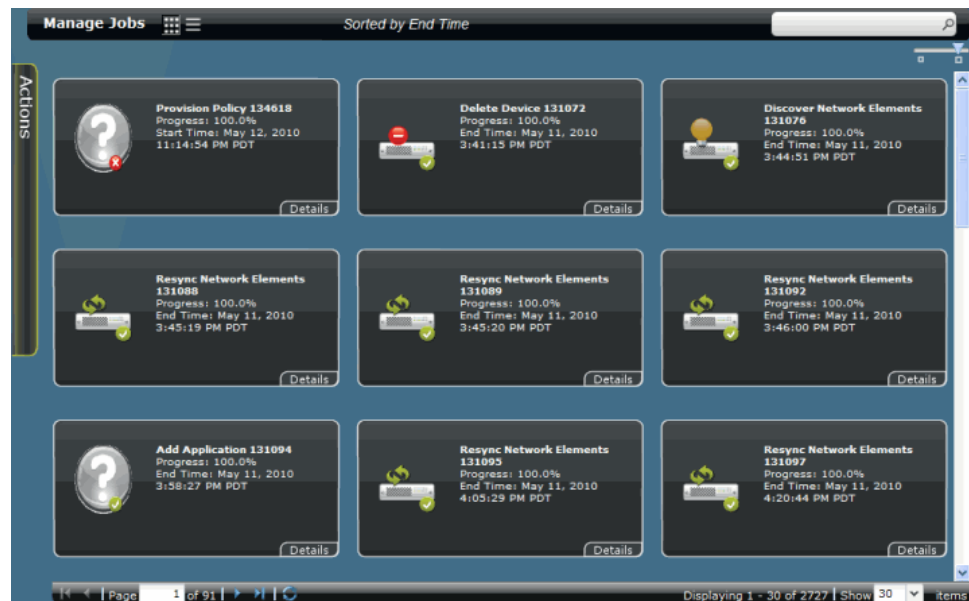 Manage Jobs
Sorted by End Time
Actions
Provision Policy 134618
Progress: 100.0%
Start Time: May 12, 2010
11:14:54 PM PDT
Details
Delete Device 131072
Progress: 100.0%
End Time: May 11, 2010
3:41:15 PM PDT
Details
Discover Network Elements
131076
Progress: 100.0%
End Time: May 11, 2010
3:44:51 PM PDT
Details
Resync Network Elements
131088
Progress: 100.0%
End Time: May 11, 2010
3:45:19 PM PDT
Details
Resync Network Elements
131089
Progress: 100.0%
End Time: May 11, 2010
3:45:20 PM PDT
Details
Resync Network Elements
131092
Progress: 100.0%
End Time: May 11, 2010
3:46:00 PM PDT
Details
Add Application 131094
Progress: 100.0%
End Time: May 11, 2010
3:58:27 PM PDT
Details
Resync Network Elements
131095
Progress: 100.0%
End Time: May 11, 2010
4:05:29 PM PDT
Details
Resync Network Elements
131097
Progress: 100.0%
End Time: May 11, 2010
4:20:44 PM PDT
Details
Page 1 of 91 Displaying 1 - 30 of 2727 Show 30 items